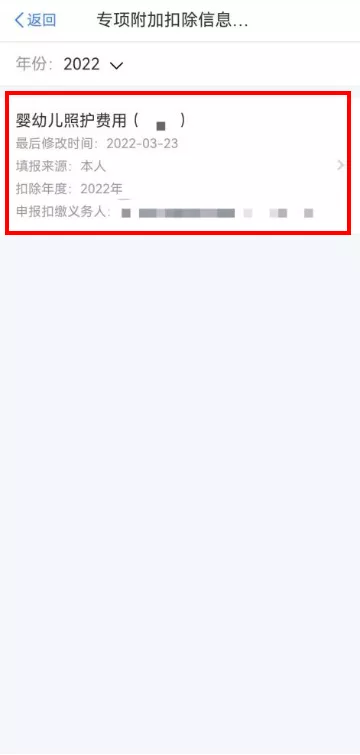 返回
专项附加扣除信息...
年份： 2022
婴幼儿照护费用（ ）
最后修改时间：2022-03-23
填报来源：本人
扣除年度：2022年
申报扣缴义务人：